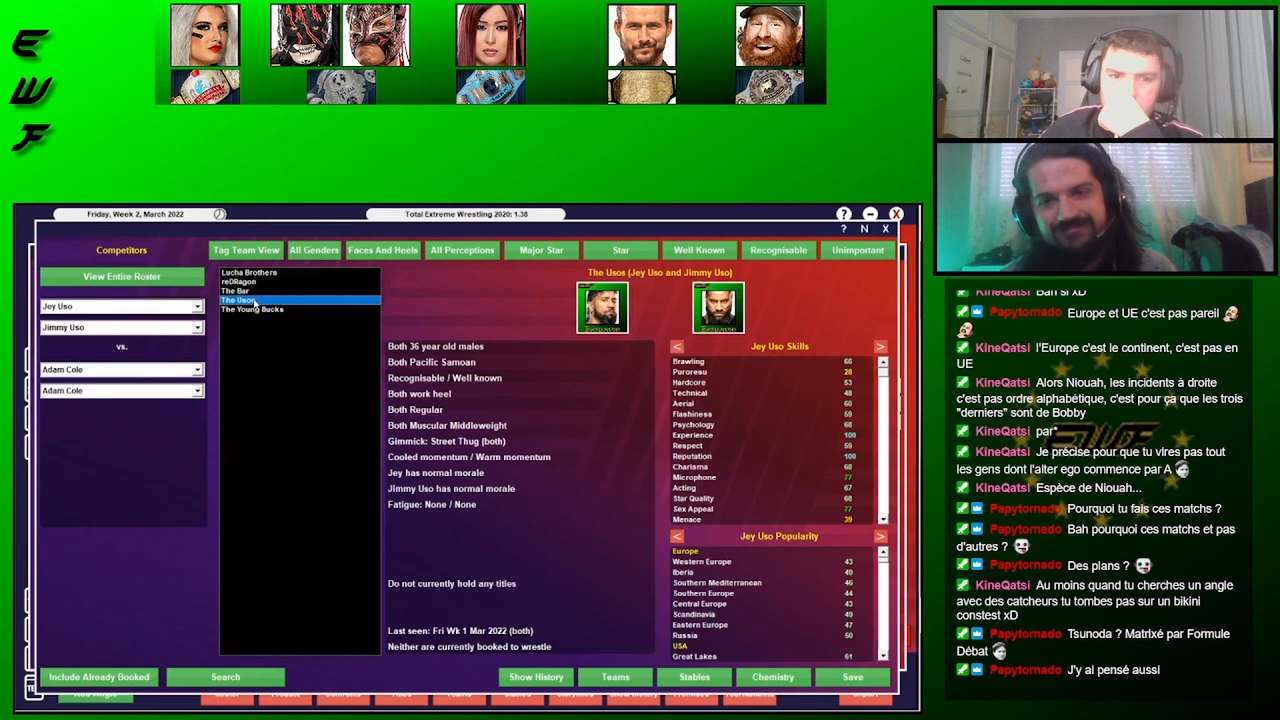 E
W
F
Friday, Week 2, March 2022
Total Extreme Wrestling 2020: 1.38
?
? N X
Competitors
Tag Team View
All Genders
Faces And Heels
All Perceptions
Major Star
Star
Well Known
Recognisable
Unimportant
View Entire Roster
Jey Uso
Jimmy Uso
vs.
Adam Cole
Adam Cole
Lucha Brothers
reDRagon
The Bar
The Usos
The Young Bucks
The Usos (Jey Uso and Jimmy Uso)
Both 36 year old males
Both Pacific Samoan
Recognisable / Well known
Both work heel
Both Regular
Both Muscular Middleweight
Gimmick: Street Thug (both)
Cooled momentum / Warm momentum
Jey has normal morale
Jimmy Uso has normal morale
Fatigue: None / None
Do not currently hold any titles
Last seen: Fri Wk 1 Mar 2022 (both)
Neither are currently booked to wrestle
< Jey Uso Skills >
Brawling 66
Puroresu 28
Hardcore 53
Technical 48
Aerial 60
Flashiness 59
Psychology 68
Experience 100
Respect 59
Reputation 100
Charisma 68
Microphone 77
Acting 67
Star Quality 68
Sex Appeal 77
Menace 39
< Jey Uso Popularity >
Europe
Western Europe 43
Iberia 49
Southern Mediterranean 46
Southern Europe 44
Central Europe 43
Scandinavia 49
Eastern Europe 47
Russia 50
USA
Great Lakes 61
Include Already Booked
Search
Show History
Teams
Stables
Chemistry
Save
KineQatsi Ban si xD
Papytornado Europe et UE c'est pareil
KineQatsi l'Europe c'est le continent, c'est pas en
UE
KineQatsi Alors Niouah, les incidents à droite
c'est pas ordre alphabétique, c'est pour ça que les trois
"derniers" sont de Bobby
KineQatsi par*
KineQatsi Je précise pour que tu vires pas tout
les gens dont l'alter ego commence par A
KineQatsi Espèce de Niouah...
Papytornado Pourquoi tu fais ces matchs ?
Papytornado Bah pourquoi ces matchs et pas
d'autres ?
Papytornado Des plans ?
KineQatsi Au moins quand tu cherches un angle
avec des catcheurs tu tombes pas sur un bikini
constest xD
Papytornado Tsunoda ? Matrixé par Formule
Débat
Papytornado J'y ai pensé aussi